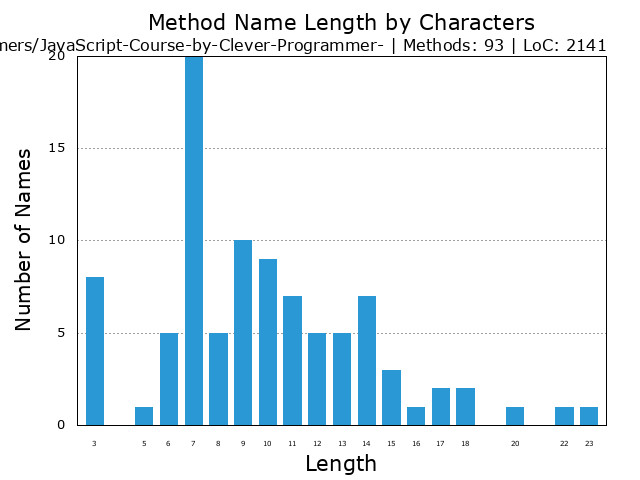 Method Name Length by Characters
mers/JavaScript-Course-by-Clever-Programmer- | Methods: 93 | LoC: 2141
20
15
10
5
0
Number of Names
3 5 6 7 8 9 10 11 12 13 14 15 16 17 18 20 22 23
Length